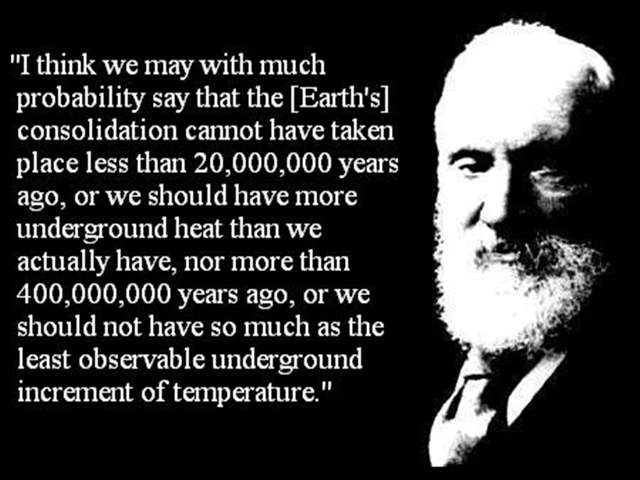 "I think we may with much
probability say that the [Earth's]
consolidation cannot have taken
place less than 20,000,000 years
ago, or we should have more
underground heat than we
actually have, nor more than
400,000,000 years ago, or we
should not have so much as the
least observable underground
increment of temperature."